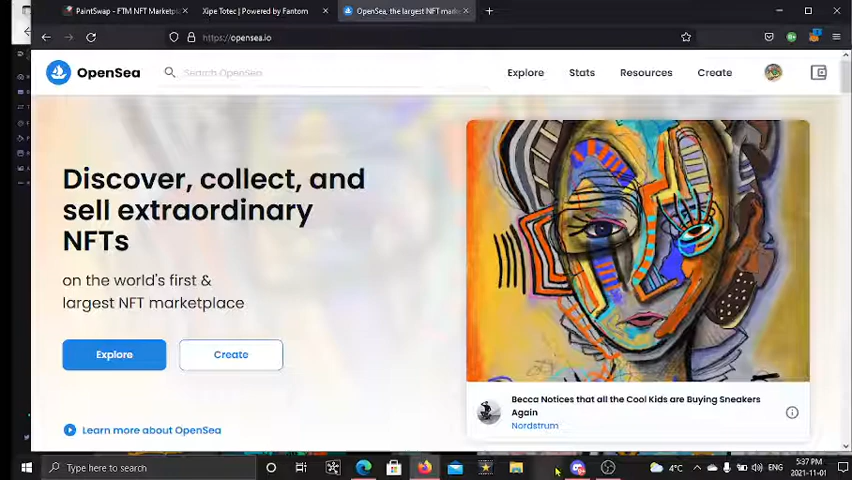 PaintSwap - FTM NFT Marketpl
Xipe Totec | Powered by Fantom
OpenSea, the largest NFT mark
https://opensea.io
OpenSea
Search OpenSea
Explore
Stats
Resources
Create
Discover, collect, and
sell extraordinary
NFTs
on the world's first &
largest NFT marketplace
Explore
Create
Becca Notices that all the Cool Kids are Buying Sneakers
Again
Nordstrum
Learn more about OpenSea
Type here to search
4°C
ENG
5:37 PM
2021-11-01